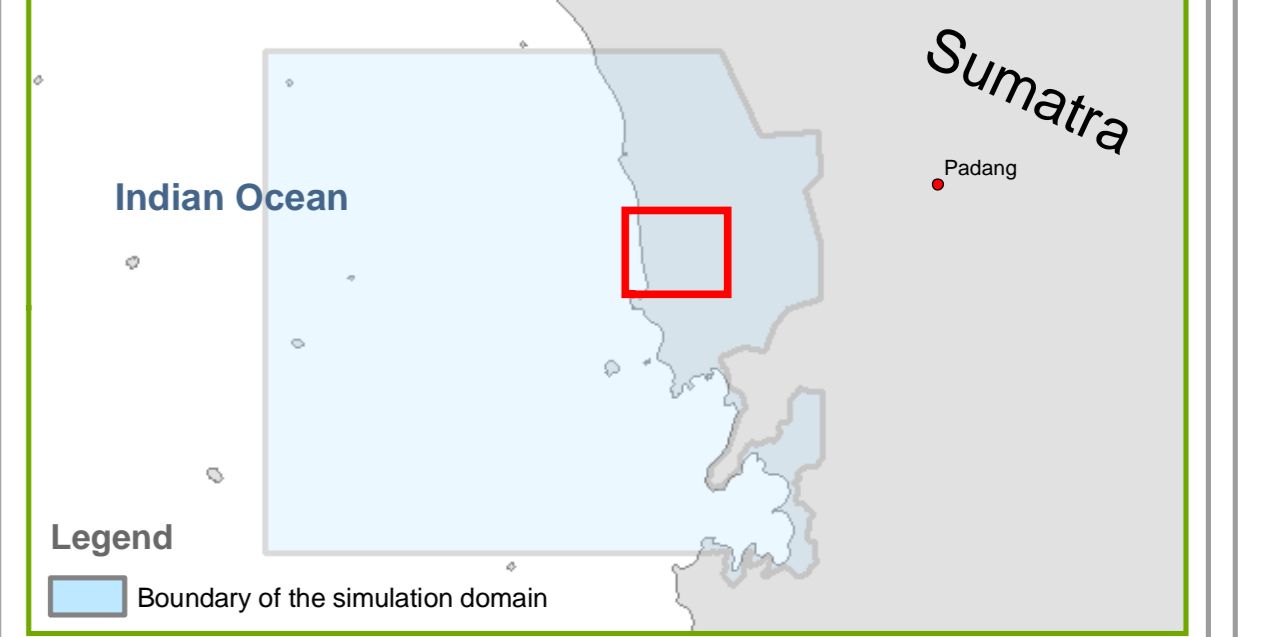 Sumatra
Padang
Indian Ocean
Legend
Boundary of the simulation domain